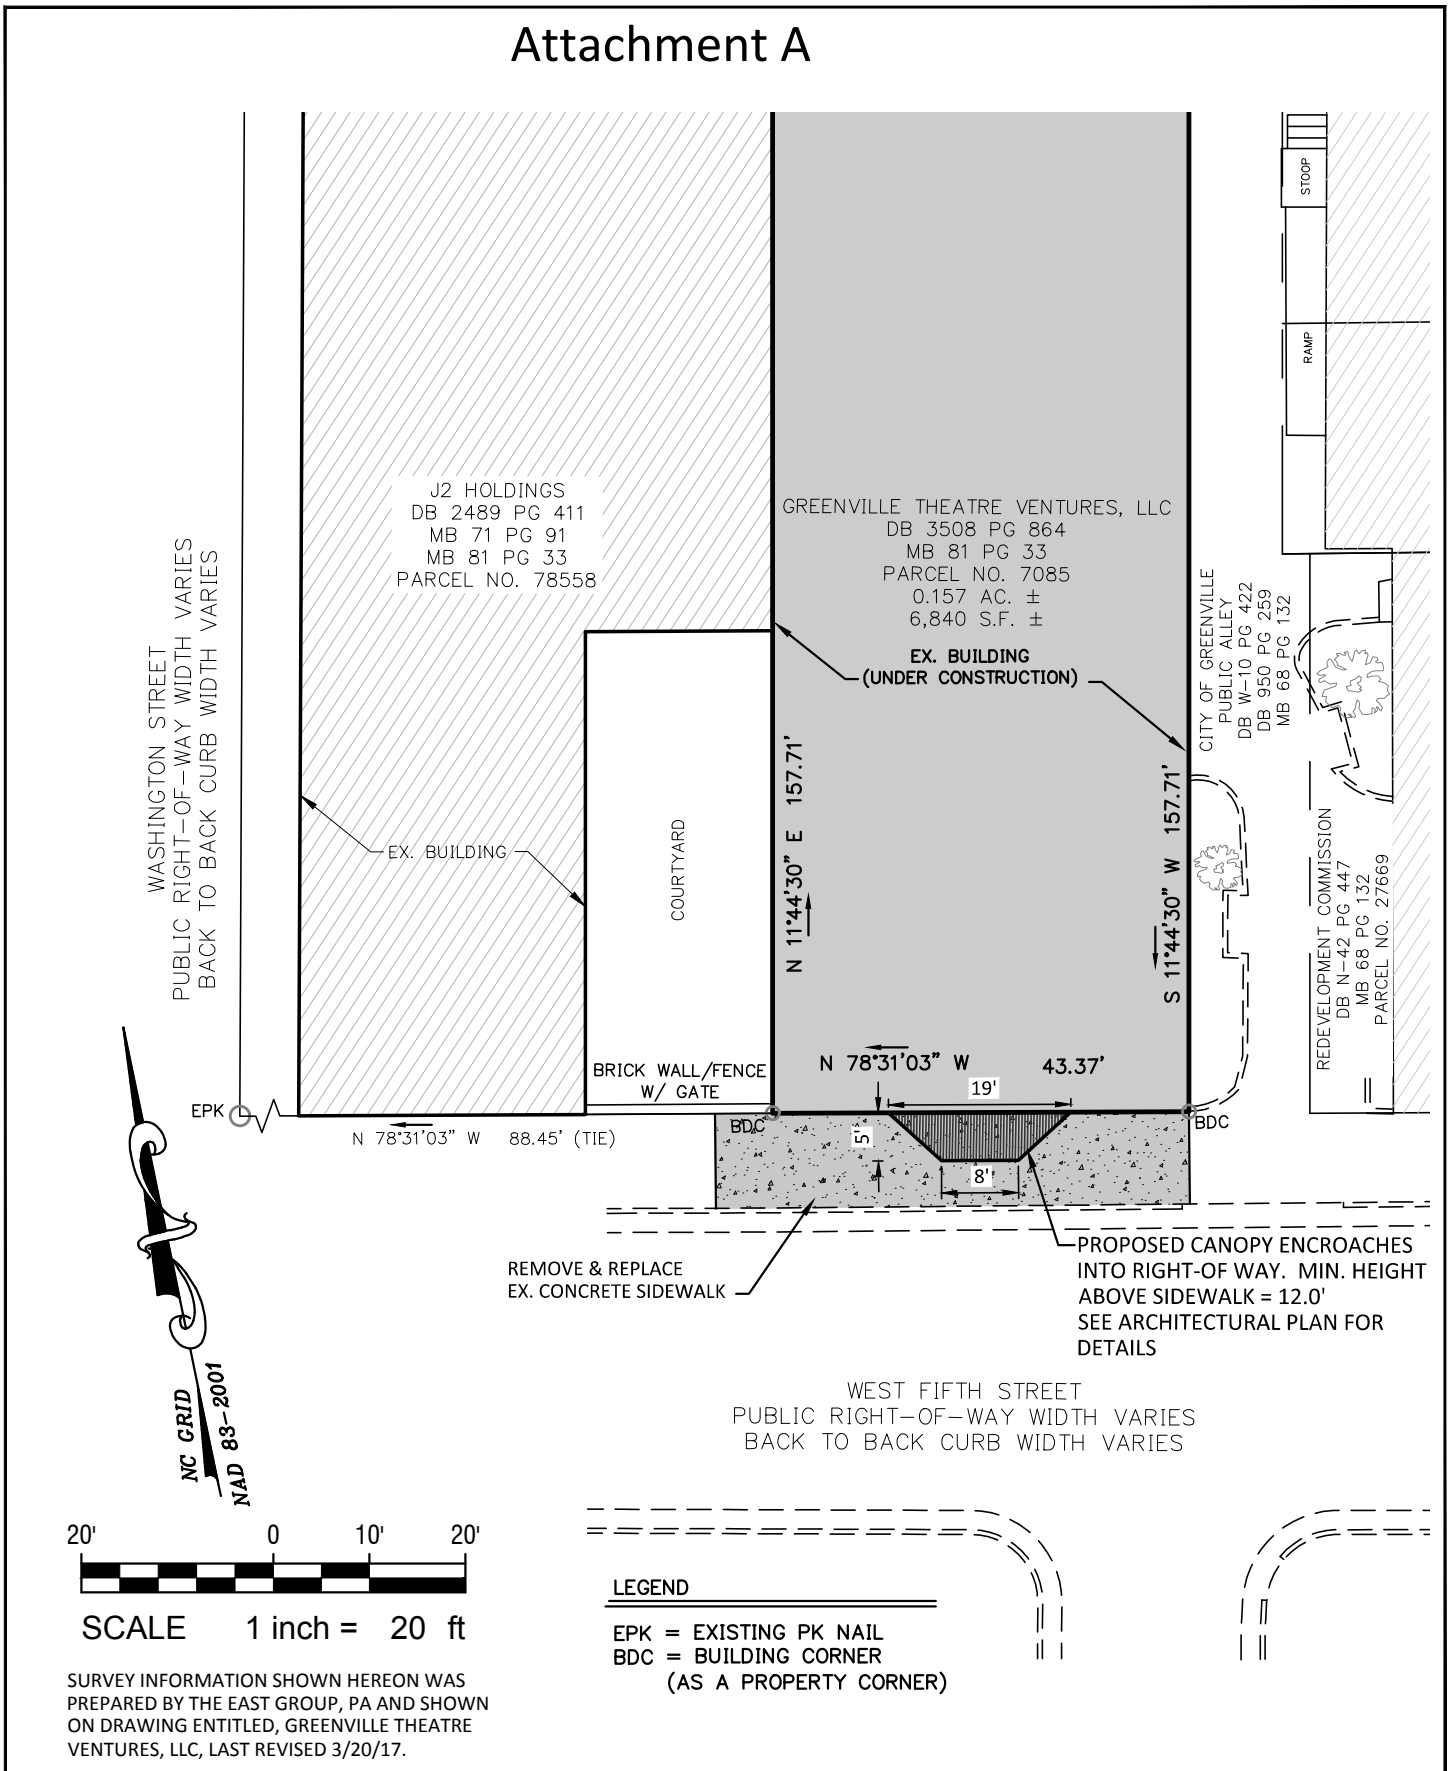 Attachment A
STOOP
RAMP
J2 HOLDINGS
DB 2489 PG 411
MB 71 PG 91
MB 81 PG 33
PARCEL NO. 78558
GREENVILLE THEATRE VENTURES, LLC
DB 3508 PG 864
MB 81 PG 33
PARCEL NO. 7085
0.157 AC. ±
6,840 S.F. ±
EX. BUILDING
(UNDER CONSTRUCTION)
WASHINGTON STREET
PUBLIC RIGHT-OF-WAY WIDTH VARIES
BACK TO BACK CURB WIDTH VARIES
CITY OF GREENVILLE
PUBLIC ALLEY
DB W-10 PG 422
DB 950 PG 259
MB 68 PG 132
REDEVELOPMENT COMMISSION
DB N-42 PG 447
MB 68 PG 132
PARCEL NO. 27669
EX. BUILDING
COURTYARD
N 11°44'30" E 157.71'
S 11°44'30" W 157.71'
BRICK WALL/FENCE
W/ GATE
N 78°31'03" W 43.37'
19'
EPK
BDC
BDC
N 78°31'03" W 88.45' (TIE)
5'
8'
REMOVE & REPLACE
EX. CONCRETE SIDEWALK
PROPOSED CANOPY ENCROACHES
INTO RIGHT-OF WAY. MIN. HEIGHT
ABOVE SIDEWALK = 12.0'
SEE ARCHITECTURAL PLAN FOR
DETAILS
WEST FIFTH STREET
PUBLIC RIGHT-OF-WAY WIDTH VARIES
BACK TO BACK CURB WIDTH VARIES
NC GRID
NAD 83-2001
20' 0 10' 20'
SCALE 1 inch = 20 ft
LEGEND
EPK = EXISTING PK NAIL
BDC = BUILDING CORNER
(AS A PROPERTY CORNER)
SURVEY INFORMATION SHOWN HEREON WAS
PREPARED BY THE EAST GROUP, PA AND SHOWN
ON DRAWING ENTITLED, GREENVILLE THEATRE
VENTURES, LLC, LAST REVISED 3/20/17.